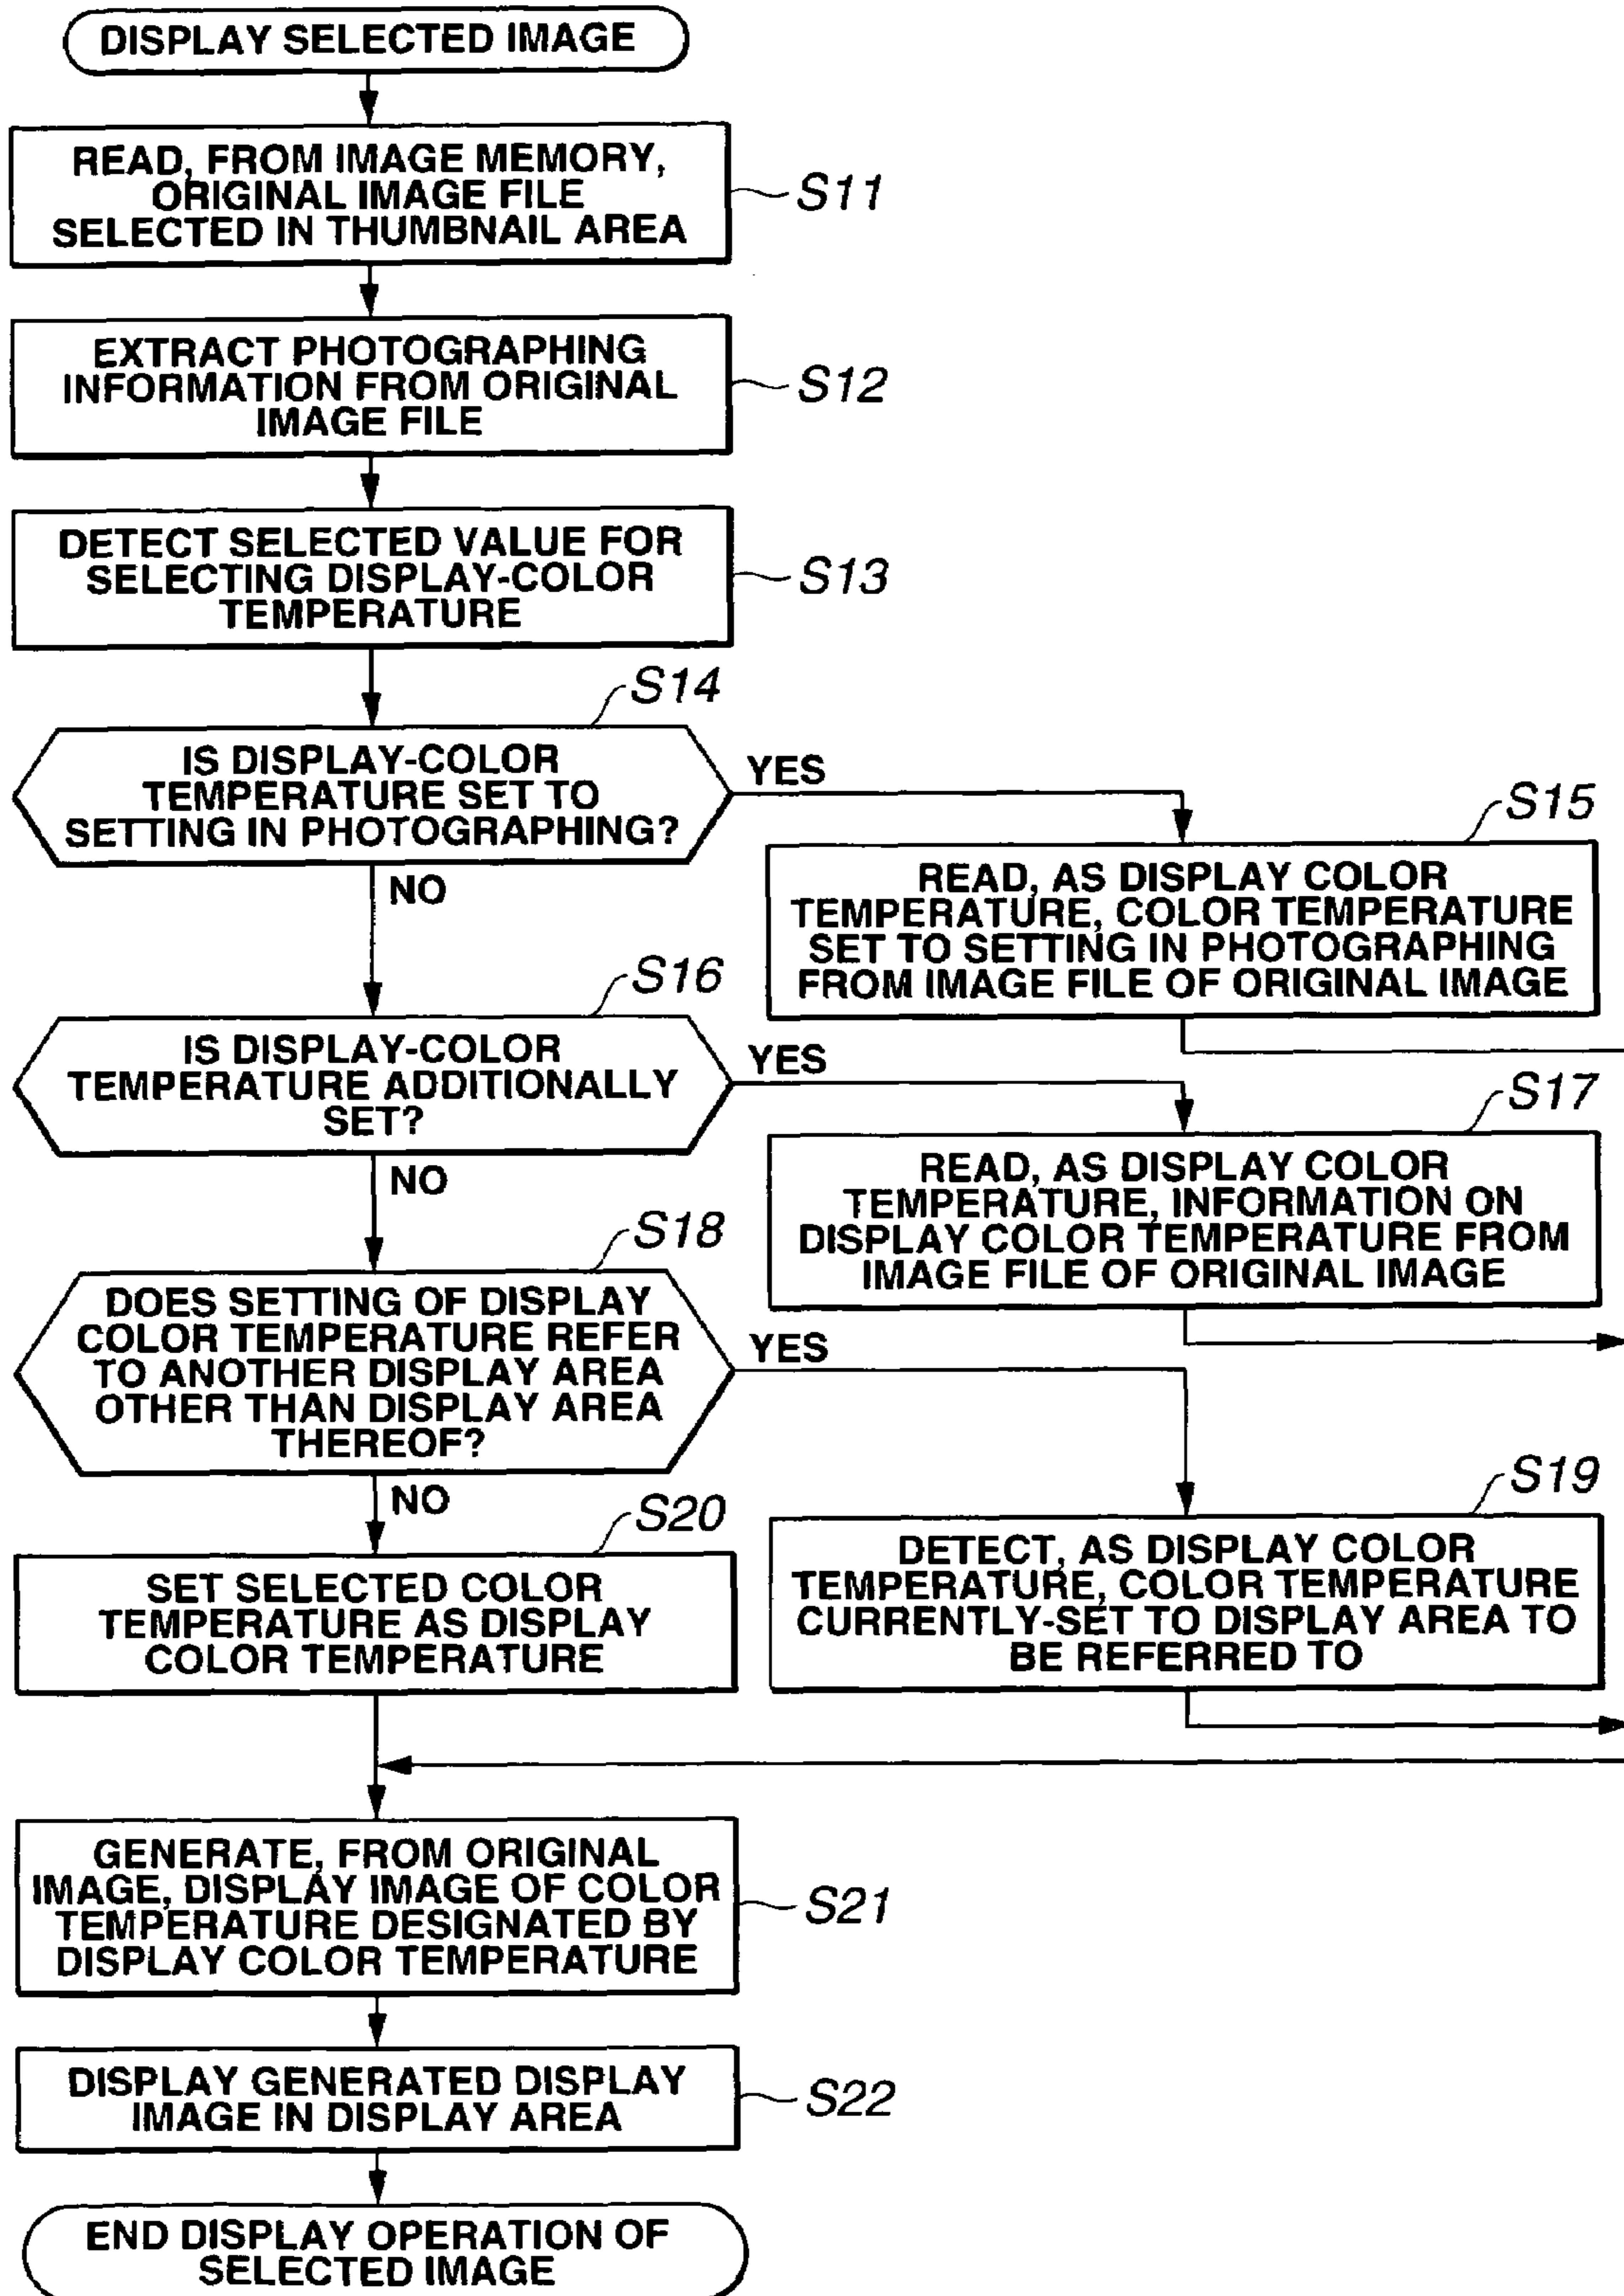 DISPLAY SELECTED IMAGE
READ, FROM IMAGE MEMORY,
ORIGINAL IMAGE FILE
SELECTED IN THUMBNAIL AREA
S11
EXTRACT PHOTOGRAPHING
INFORMATION FROM ORIGINAL
IMAGE FILE
S12
DETECT SELECTED VALUE FOR
SELECTING DISPLAY-COLOR
TEMPERATURE
S13
S14
IS DISPLAY-COLOR
TEMPERATURE SET TO
SETTING IN PHOTOGRAPHING?
YES
NO
S15
READ, AS DISPLAY COLOR
TEMPERATURE, COLOR TEMPERATURE
SET TO SETTING IN PHOTOGRAPHING
FROM IMAGE FILE OF ORIGINAL IMAGE
S16
IS DISPLAY-COLOR
TEMPERATURE ADDITIONALLY
SET?
YES
NO
S17
READ, AS DISPLAY COLOR
TEMPERATURE, INFORMATION ON
DISPLAY COLOR TEMPERATURE FROM
IMAGE FILE OF ORIGINAL IMAGE
S18
DOES SETTING OF DISPLAY
COLOR TEMPERATURE REFER
TO ANOTHER DISPLAY AREA
OTHER THAN DISPLAY AREA
THEREOF?
YES
NO
S19
DETECT, AS DISPLAY COLOR
TEMPERATURE, COLOR TEMPERATURE
CURRENTLY-SET TO DISPLAY AREA TO
BE REFERRED TO
S20
SET SELECTED COLOR
TEMPERATURE AS DISPLAY
COLOR TEMPERATURE
GENERATE, FROM ORIGINAL
IMAGE, DISPLAY IMAGE OF COLOR
TEMPERATURE DESIGNATED BY
DISPLAY COLOR TEMPERATURE
S21
DISPLAY GENERATED DISPLAY
IMAGE IN DISPLAY AREA
S22
END DISPLAY OPERATION OF
SELECTED IMAGE